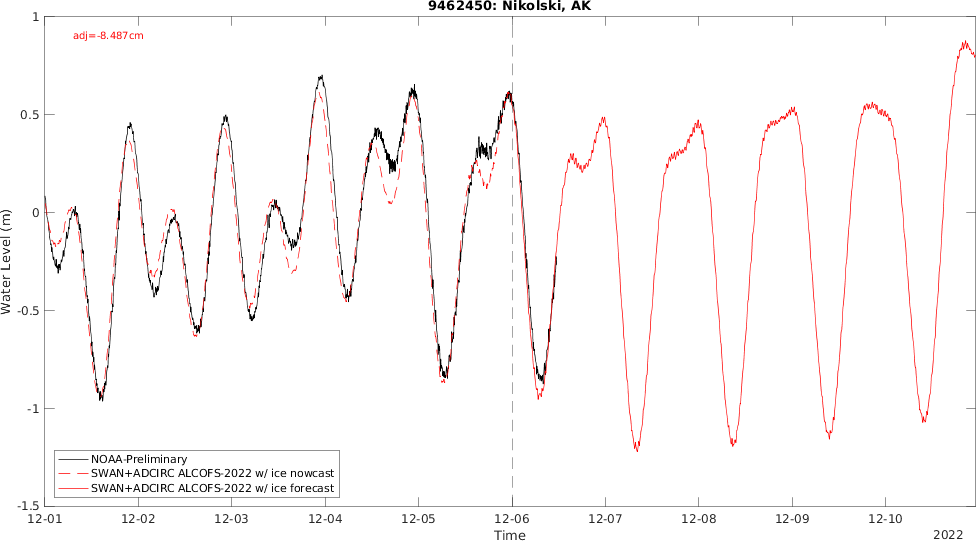 9462450: Nikolski, AK
adj=-8.487cm
Water Level (m)
1
0.5
0
-0.5
-1
-1.5
NOAA-Preliminary
SWAN+ADCIRC ALCOFS-2022 w/ ice nowcast
SWAN+ADCIRC ALCOFS-2022 w/ ice forecast
12-01 12-02 12-03 12-04 12-05 12-06 12-07 12-08 12-09 12-10
Time
2022